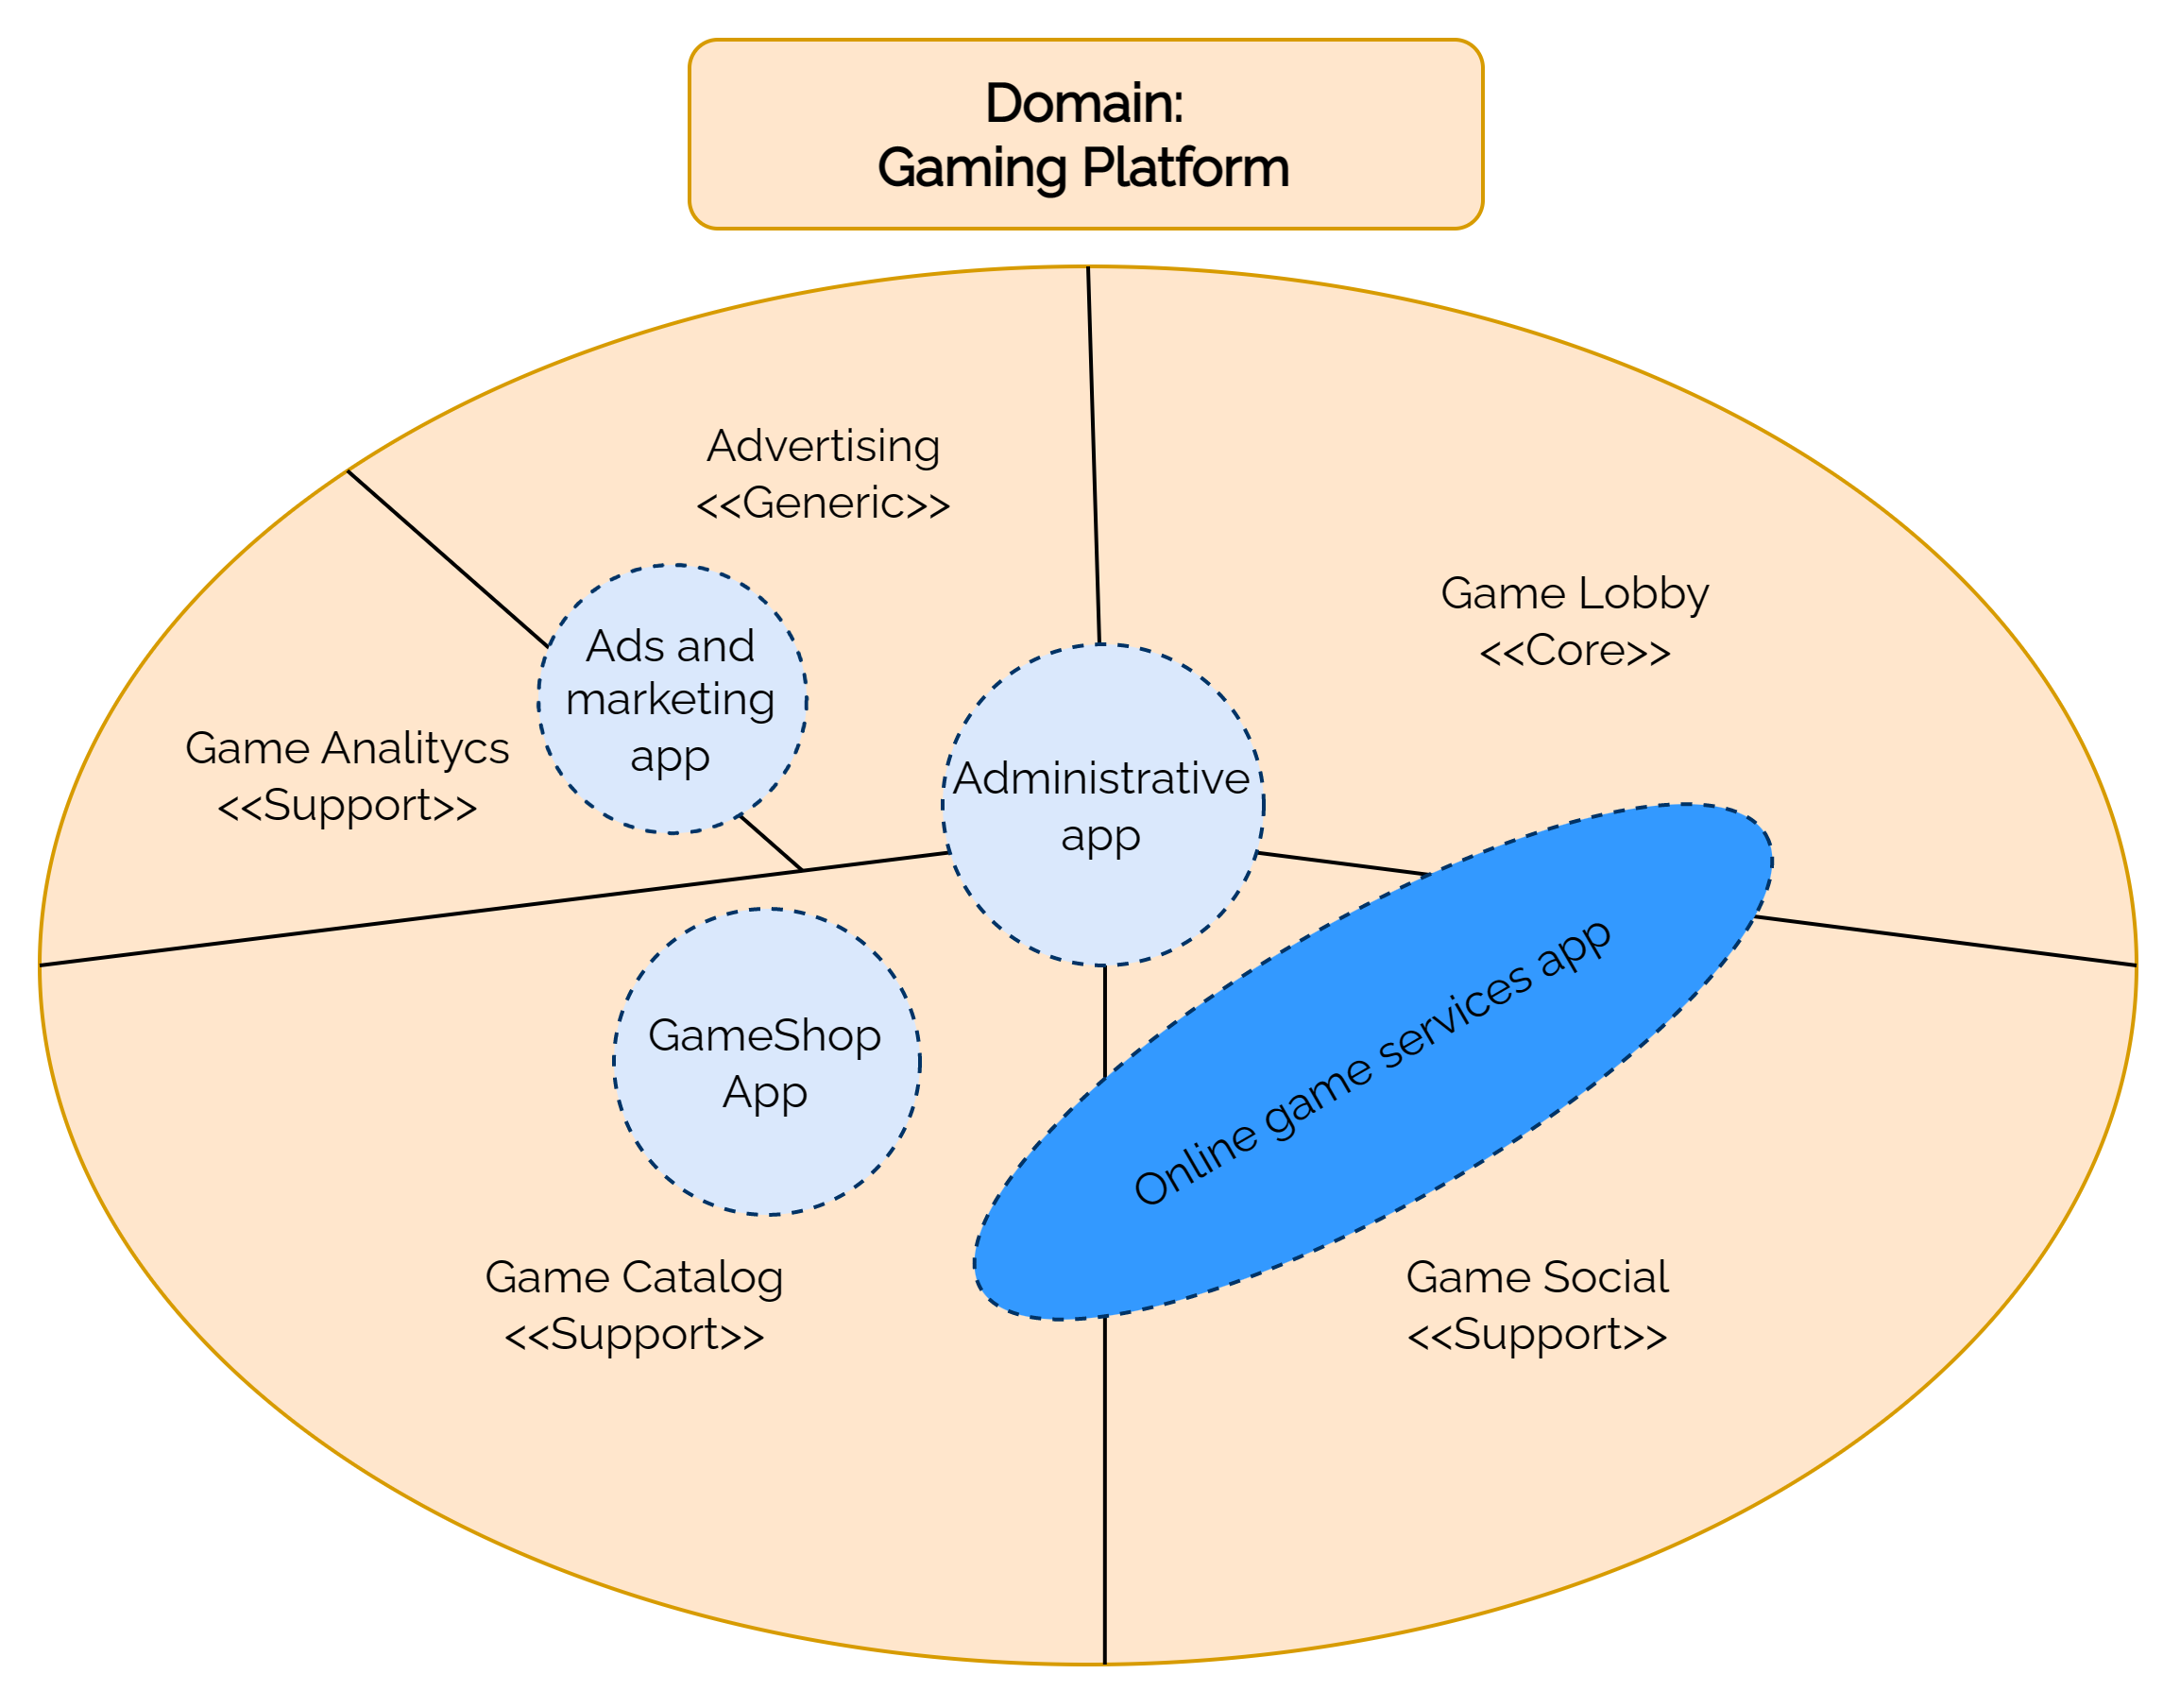 Domain:
Gaming Platform
Advertising
<<Generic>>
Game Lobby
<<Core>>
Ads and
marketing
app
Game Analitycs
<<Support>>
Administrative
app
Online game services app
GameShop
App
Game Catalog
<<Support>>
Game Social
<<Support>>